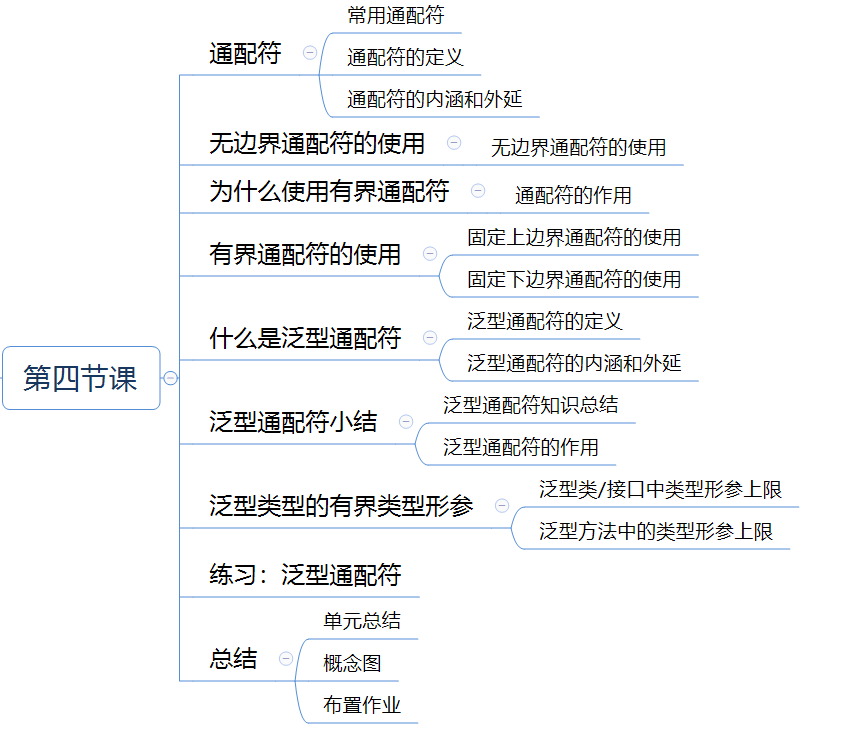 第四节课
通配符
常用通配符
通配符的定义
通配符的内涵和外延
无边界通配符的使用
无边界通配符的使用
为什么使用有界通配符
通配符的作用
有界通配符的使用
固定上边界通配符的使用
固定下边界通配符的使用
什么是泛型通配符
泛型通配符的定义
泛型通配符的内涵和外延
泛型通配符小结
泛型通配符知识总结
泛型通配符的作用
泛型类型的有界类型形参
泛型类/接口中类型形参上限
泛型方法中的类型形参上限
练习：泛型通配符
总结
单元总结
概念图
布置作业